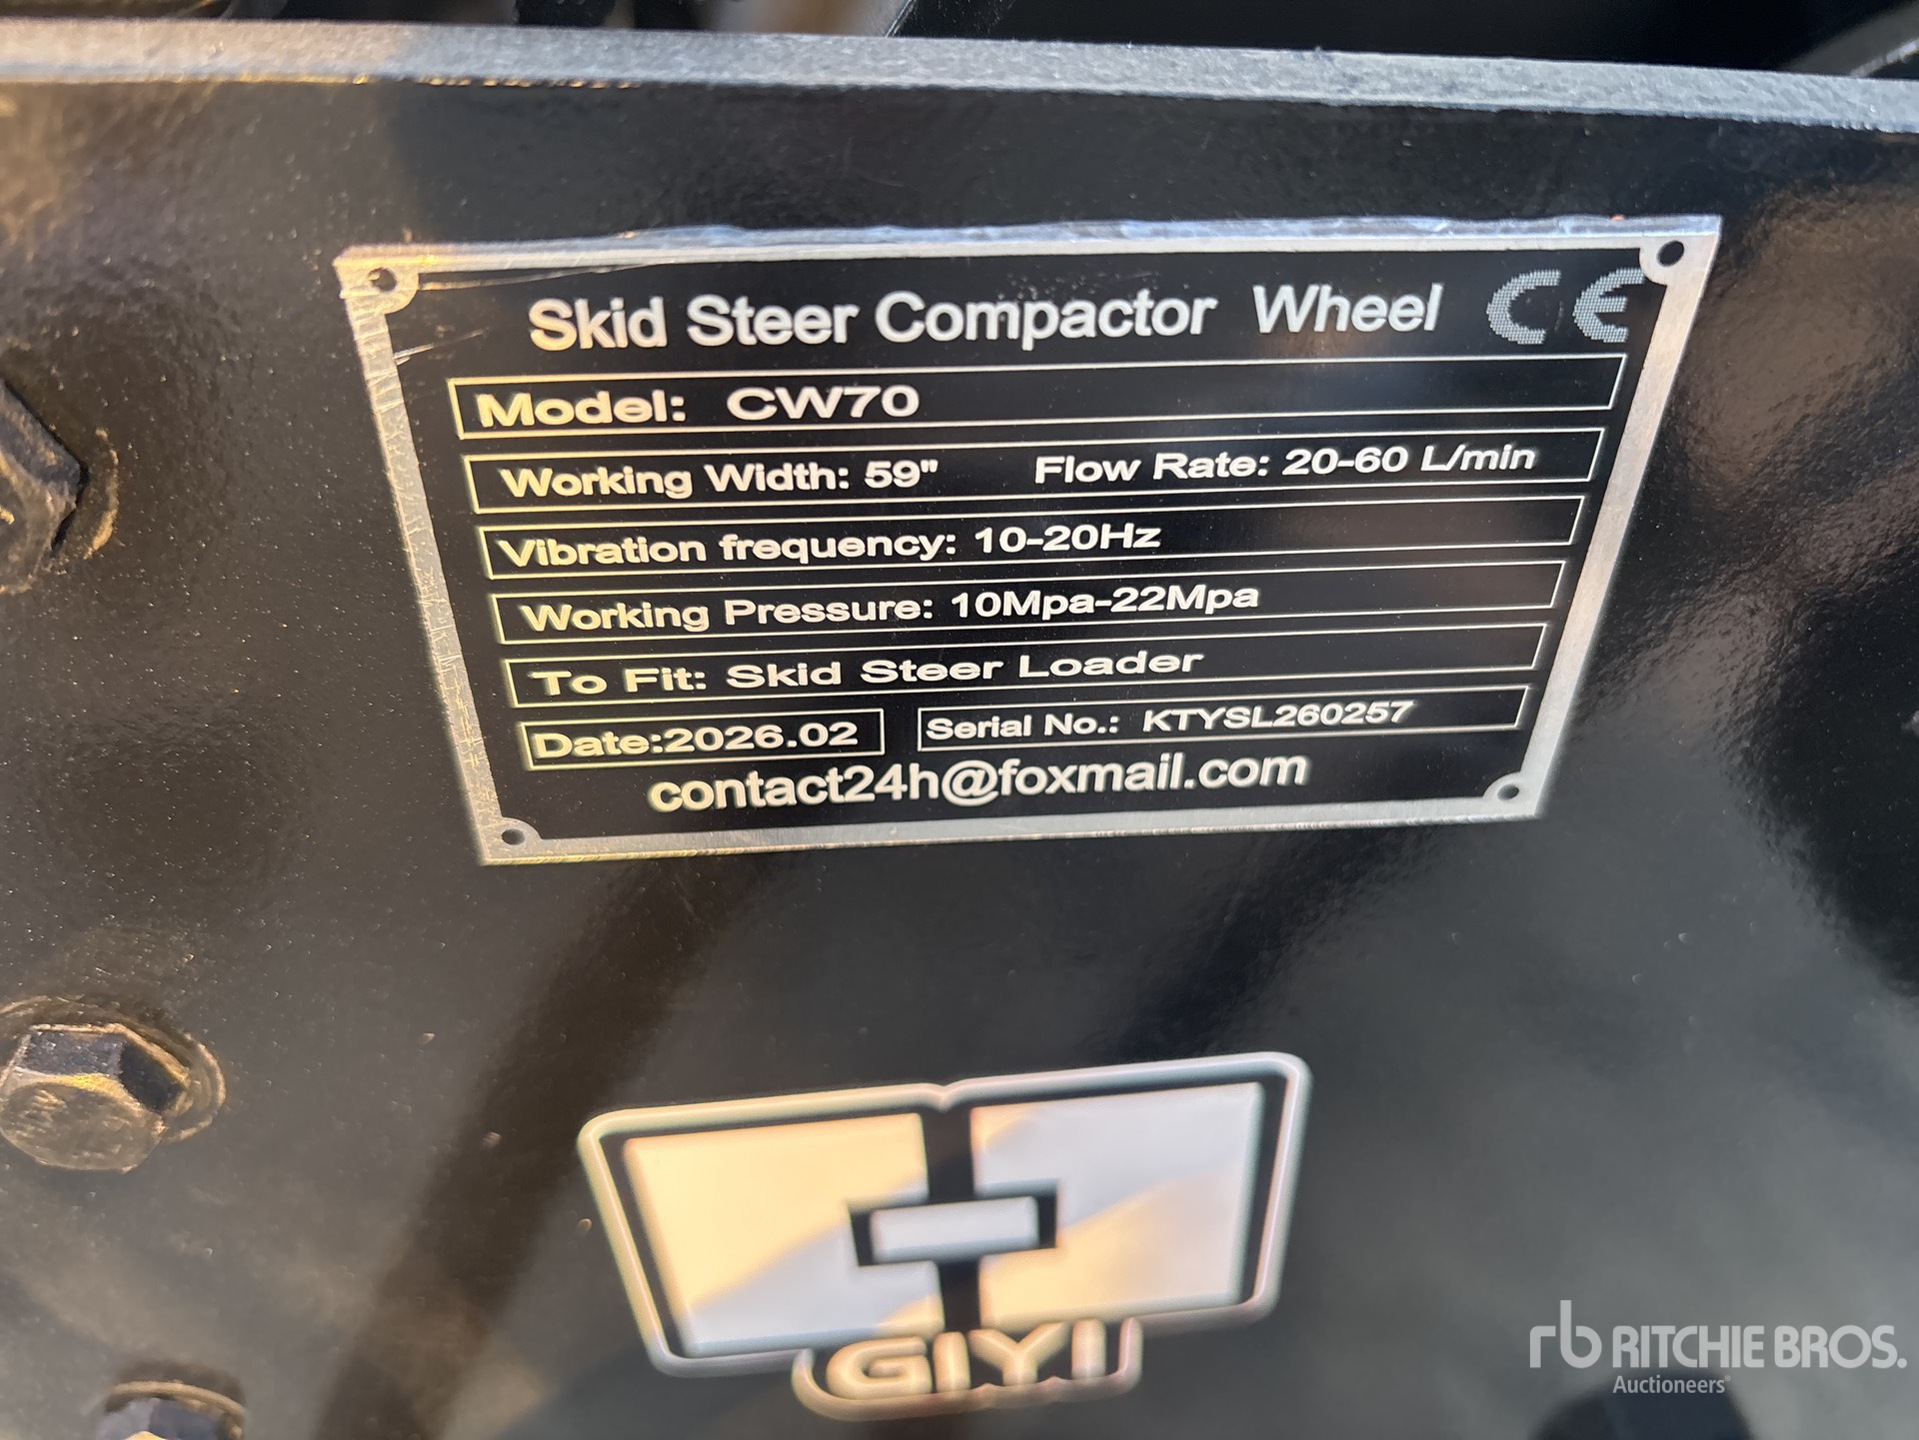 Skid Steer Compactor Wheel CE
Model: CW70
Working Width: 59" Flow Rate: 20-60 L/min
Vibration frequency: 10-20Hz
Working Pressure: 10Mpa-22Mpa
To Fit: Skid Steer Loader
Date:2026.02 Serial No.: KTYSL260257
contact24h@foxmail.com
GIYI
rb RITCHIE BROS.
Auctioneers®